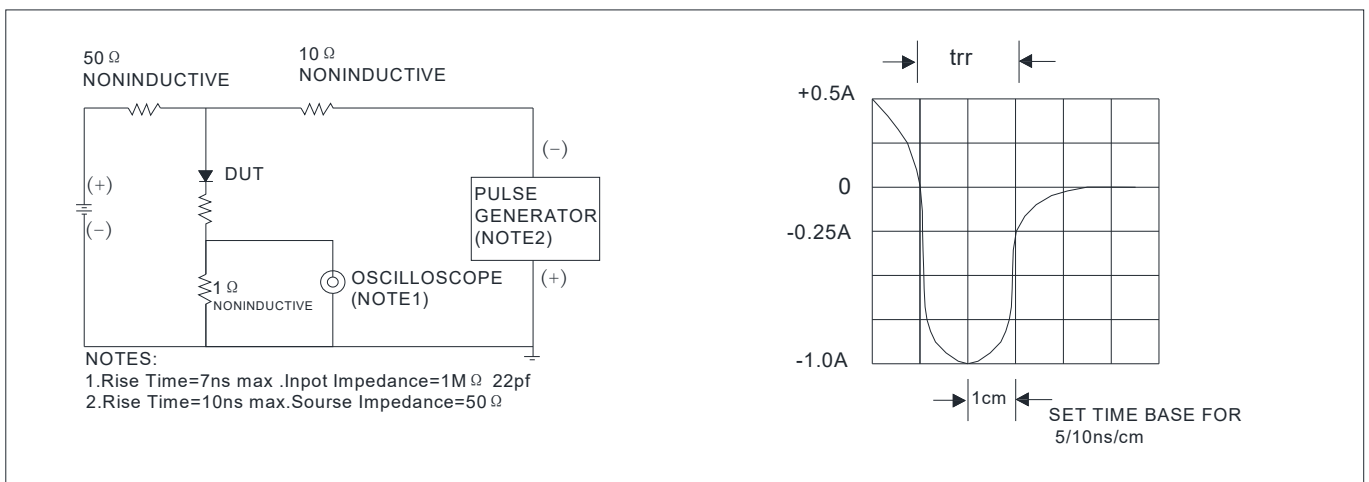 50 Ω
NONINDUCTIVE
10 Ω
NONINDUCTIVE
(+)
(−)
DUT
1 Ω
NONINDUCTIVE
OSCILLOSCOPE
(NOTE1)
(−)
PULSE
GENERATOR
(NOTE2)
(+)
NOTES:
1.Rise Time=7ns max .Inpot Impedance=1M Ω 22pf
2.Rise Time=10ns max.Sourse Impedance=50 Ω
trr
+0.5A
0
-0.25A
-1.0A
1cm
SET TIME BASE FOR
5/10ns/cm